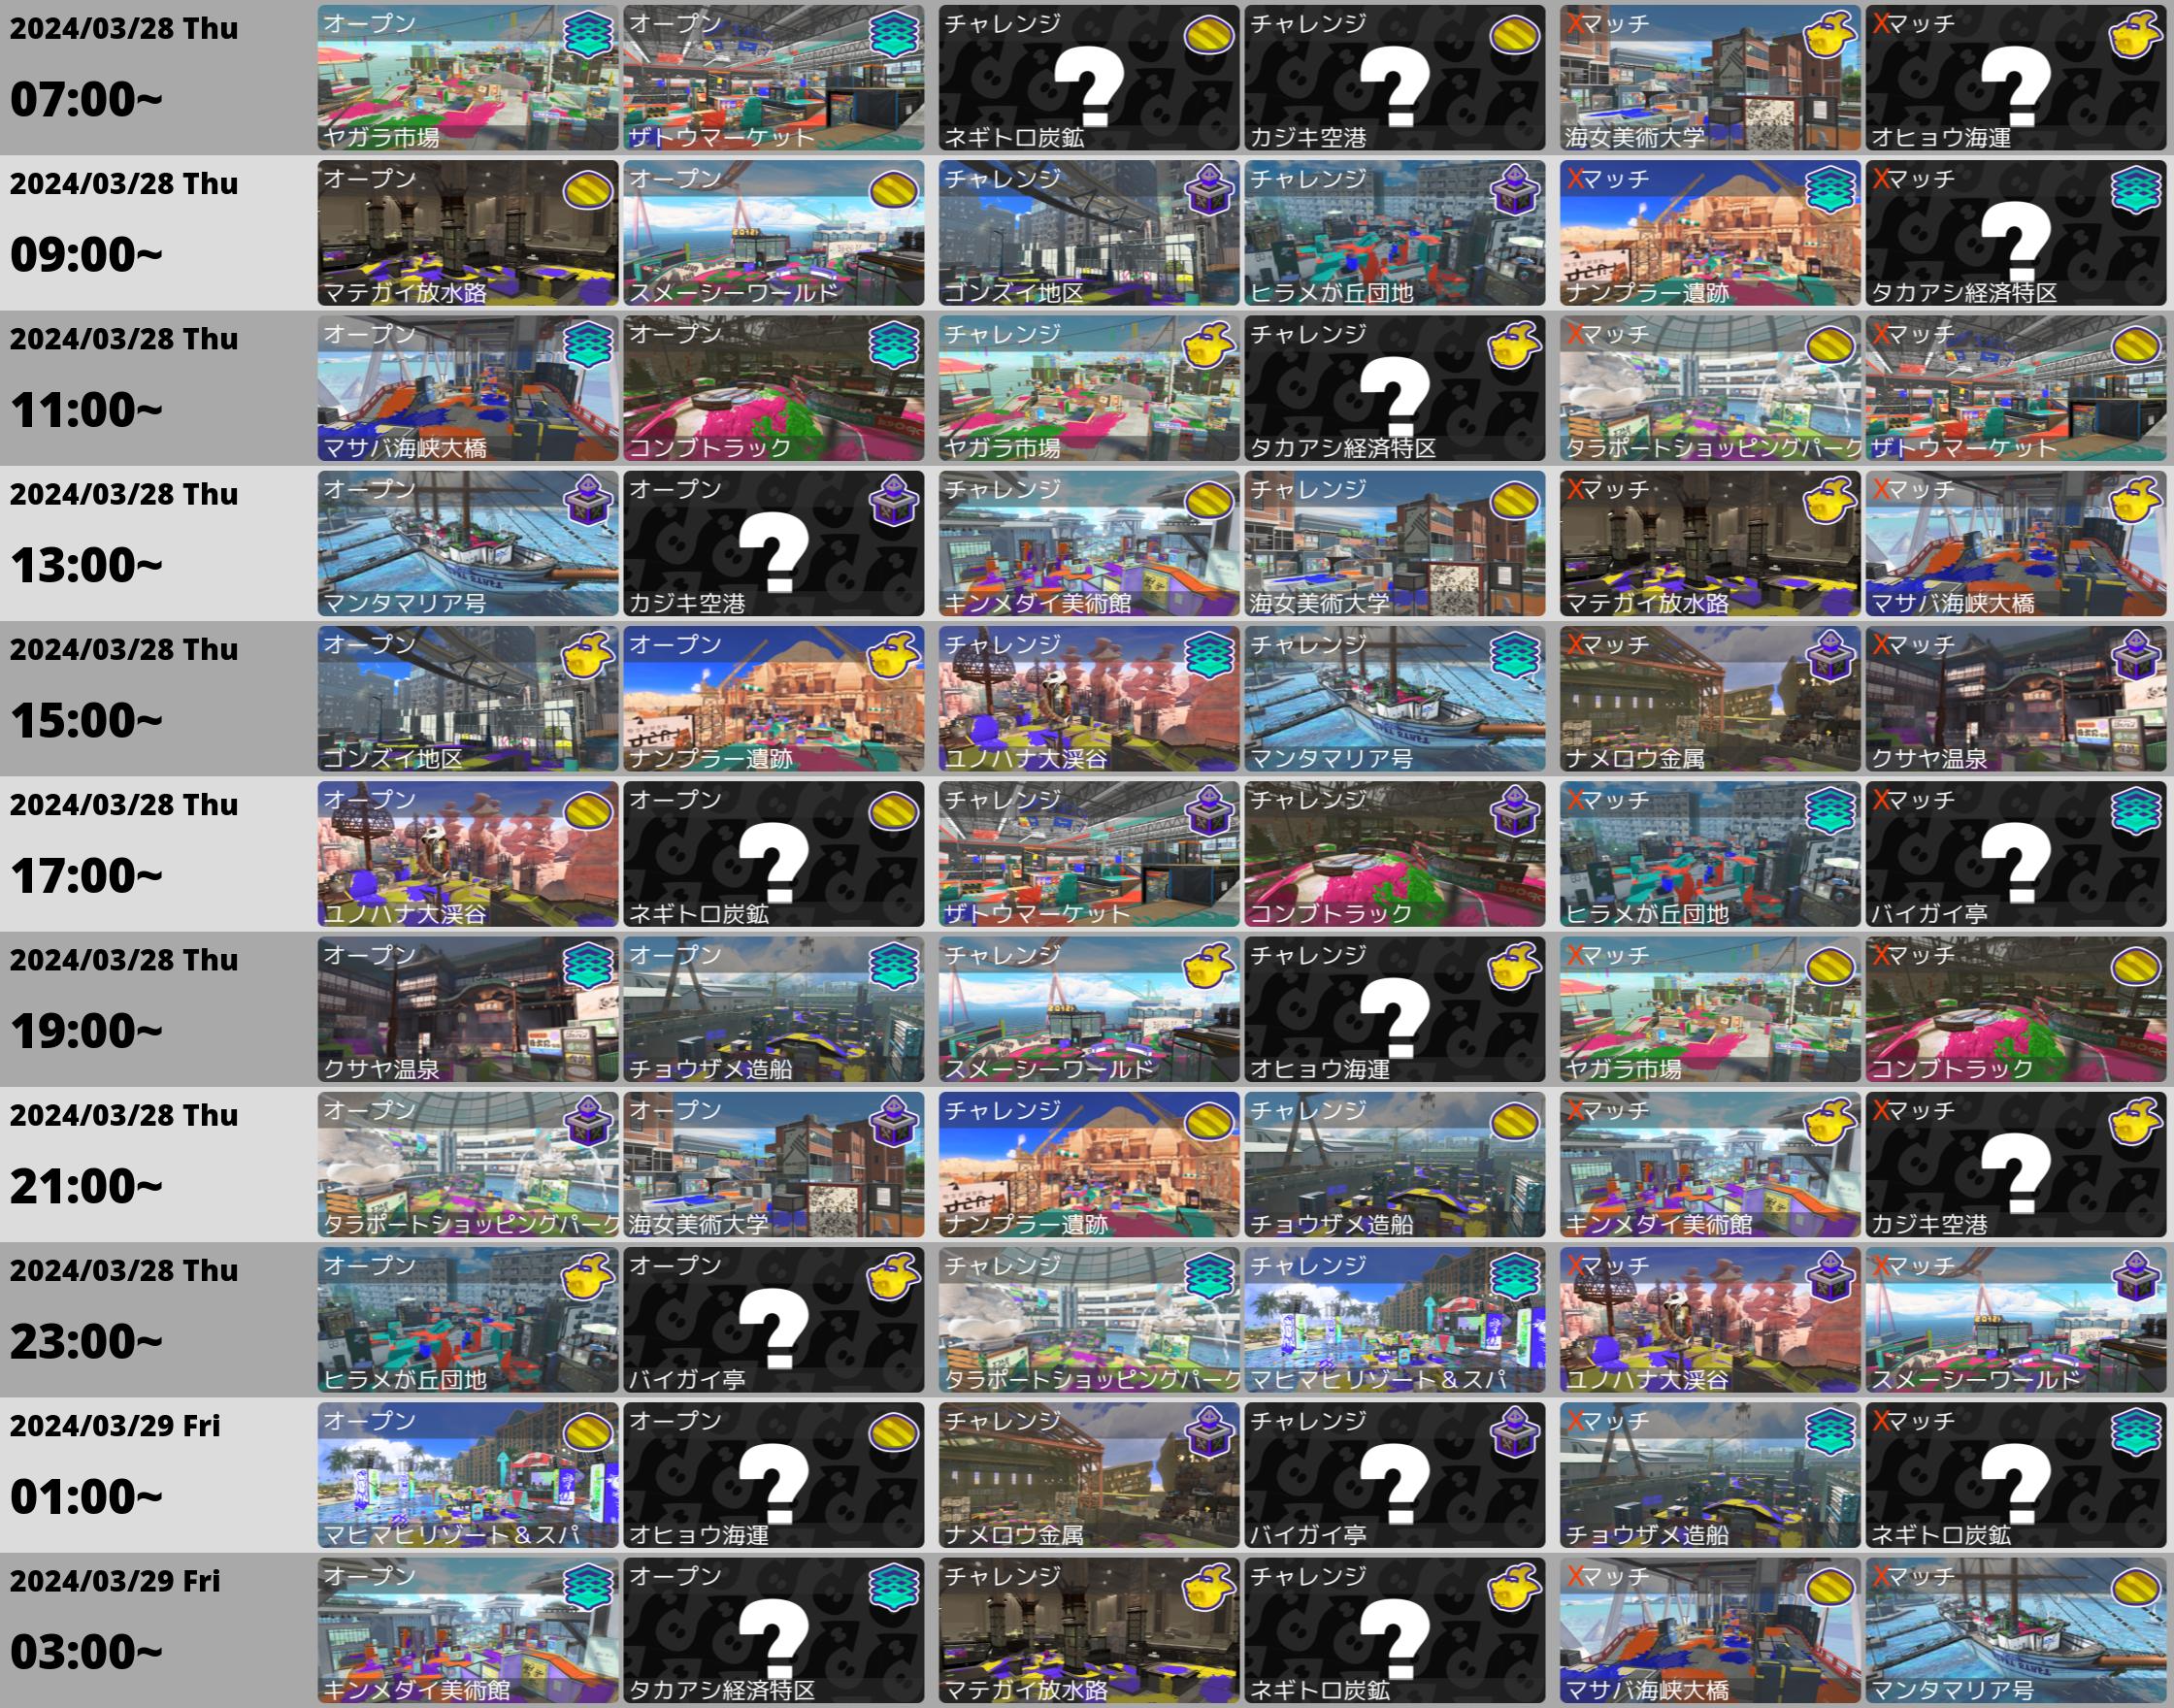 2024/03/28 Thu
07:00~
オープン
ヤガラ市場
オープン
ザトウマーケット
チャレンジ
?
ネギトロ炭鉱
チャレンジ
?
カジキ空港
Xマッチ
海女美術大学
Xマッチ
?
オヒョウ海運
2024/03/28 Thu
09:00~
オープン
マテガイ放水路
オープン
スメーシーワールド
チャレンジ
ゴンズイ地区
チャレンジ
ヒラメが丘団地
Xマッチ
ナンプラー遺跡
Xマッチ
?
タカアシ経済特区
2024/03/28 Thu
11:00~
オープン
マサバ海峡大橋
オープン
コンブトラック
チャレンジ
ヤガラ市場
チャレンジ
?
タカアシ経済特区
Xマッチ
タラポートショッピングパーク
Xマッチ
ザトウマーケット
2024/03/28 Thu
13:00~
オープン
マンタマリア号
オープン
?
カジキ空港
チャレンジ
キンメダイ美術館
チャレンジ
海女美術大学
Xマッチ
マテガイ放水路
Xマッチ
マサバ海峡大橋
2024/03/28 Thu
15:00~
オープン
ゴンズイ地区
オープン
ナンプラー遺跡
チャレンジ
ユノハナ大渓谷
チャレンジ
マンタマリア号
Xマッチ
ナメロウ金属
Xマッチ
クサヤ温泉
2024/03/28 Thu
17:00~
オープン
ユノハナ大渓谷
オープン
?
ネギトロ炭鉱
チャレンジ
ザトウマーケット
チャレンジ
コンブトラック
Xマッチ
ヒラメが丘団地
Xマッチ
?
バイガイ亭
2024/03/28 Thu
19:00~
オープン
クサヤ温泉
オープン
チョウザメ造船
チャレンジ
スメーシーワールド
チャレンジ
?
オヒョウ海運
Xマッチ
ヤガラ市場
Xマッチ
コンブトラック
2024/03/28 Thu
21:00~
オープン
タラポートショッピングパーク
オープン
海女美術大学
チャレンジ
ナンプラー遺跡
チャレンジ
チョウザメ造船
Xマッチ
キンメダイ美術館
Xマッチ
?
カジキ空港
2024/03/28 Thu
23:00~
オープン
ヒラメが丘団地
オープン
?
バイガイ亭
チャレンジ
タラポートショッピングパーク
チャレンジ
マヒマヒリゾート＆スパ
Xマッチ
ユノハナ大渓谷
Xマッチ
スメーシーワールド
2024/03/29 Fri
01:00~
オープン
マヒマヒリゾート＆スパ
オープン
?
オヒョウ海運
チャレンジ
ナメロウ金属
チャレンジ
?
バイガイ亭
Xマッチ
チョウザメ造船
Xマッチ
?
ネギトロ炭鉱
2024/03/29 Fri
03:00~
オープン
キンメダイ美術館
オープン
?
タカアシ経済特区
チャレンジ
マテガイ放水路
チャレンジ
?
ネギトロ炭鉱
Xマッチ
マサバ海峡大橋
Xマッチ
マンタマリア号